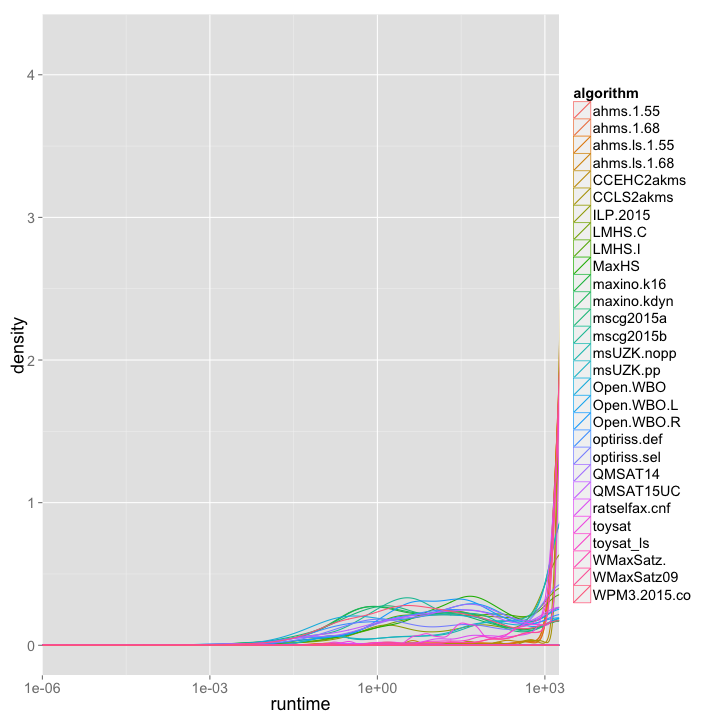 4
3
2
1
0
density
1e-06
1e-03
1e+00
1e+03
runtime
algorithm
ahms.1.55
ahms.1.68
ahms.ls.1.55
ahms.ls.1.68
CCEHC2akms
CCLS2akms
ILP.2015
LMHS.C
LMHS.I
MaxHS
maxino.k16
maxino.kdyn
mscg2015a
mscg2015b
msUZK.nopp
msUZK.pp
Open.WBO
Open.WBO.L
Open.WBO.R
optiriss.def
optiriss.sel
QMSAT14
QMSAT15UC
ratselfax.cnf
toysat
toysat_ls
WMaxSatz.
WMaxSatz09
WPM3.2015.co